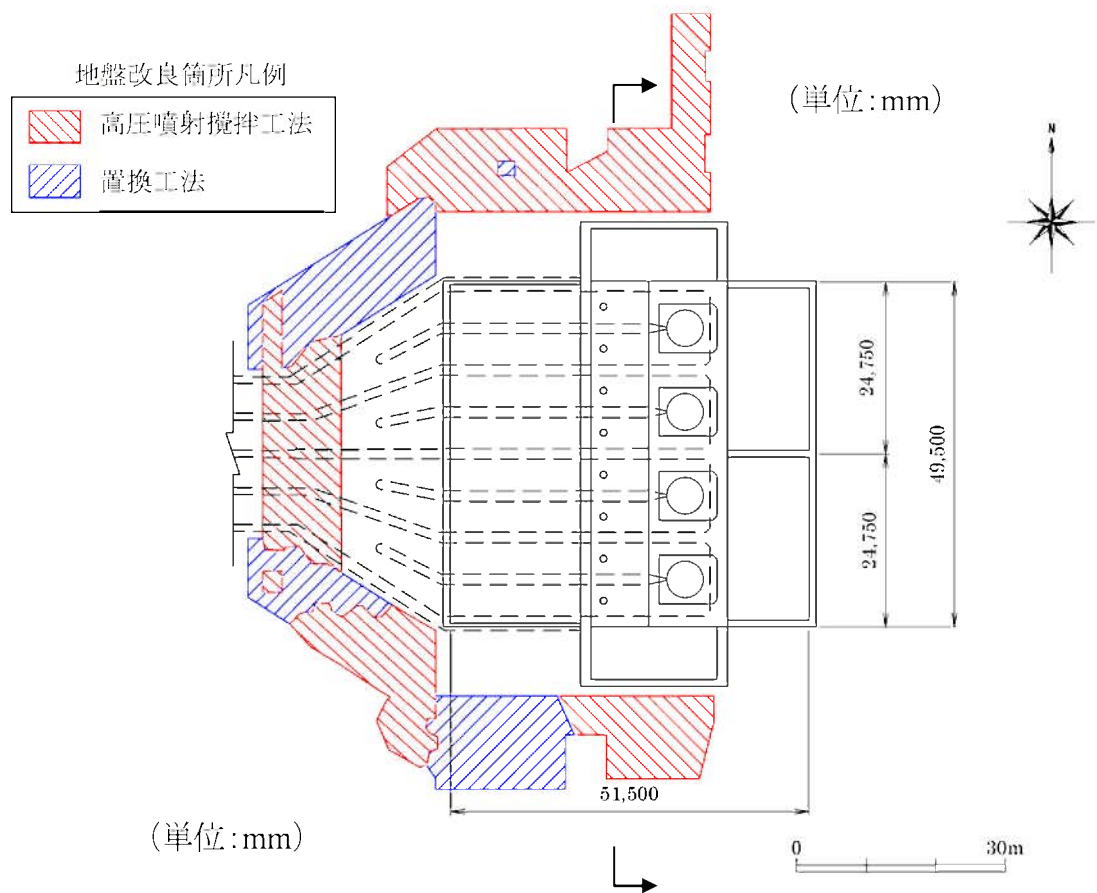 地盤改良箇所凡例
高圧噴射攪拌工法
置換工法
(単位:mm)
N
24,750
49,500
24,750
51,500
(単位:mm)
0
30m